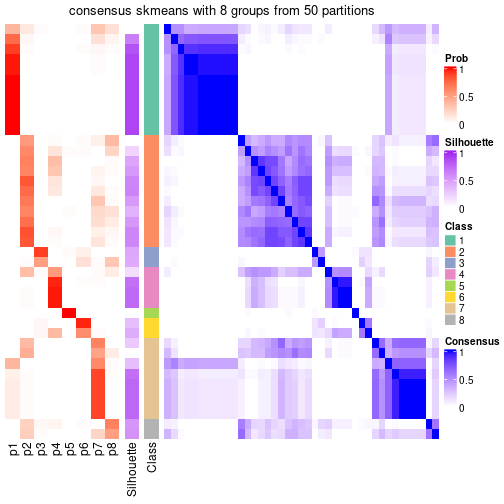 consensus skmeans with 8 groups from 50 partitions
Prob
1
0.5
0
Silhouette
1
0.5
0
Class
1
2
3
4
5
6
7
8
Consensus
1
0.5
0
p1
p2
p3
p4
p5
p6
p7
p8
Silhouette
Class